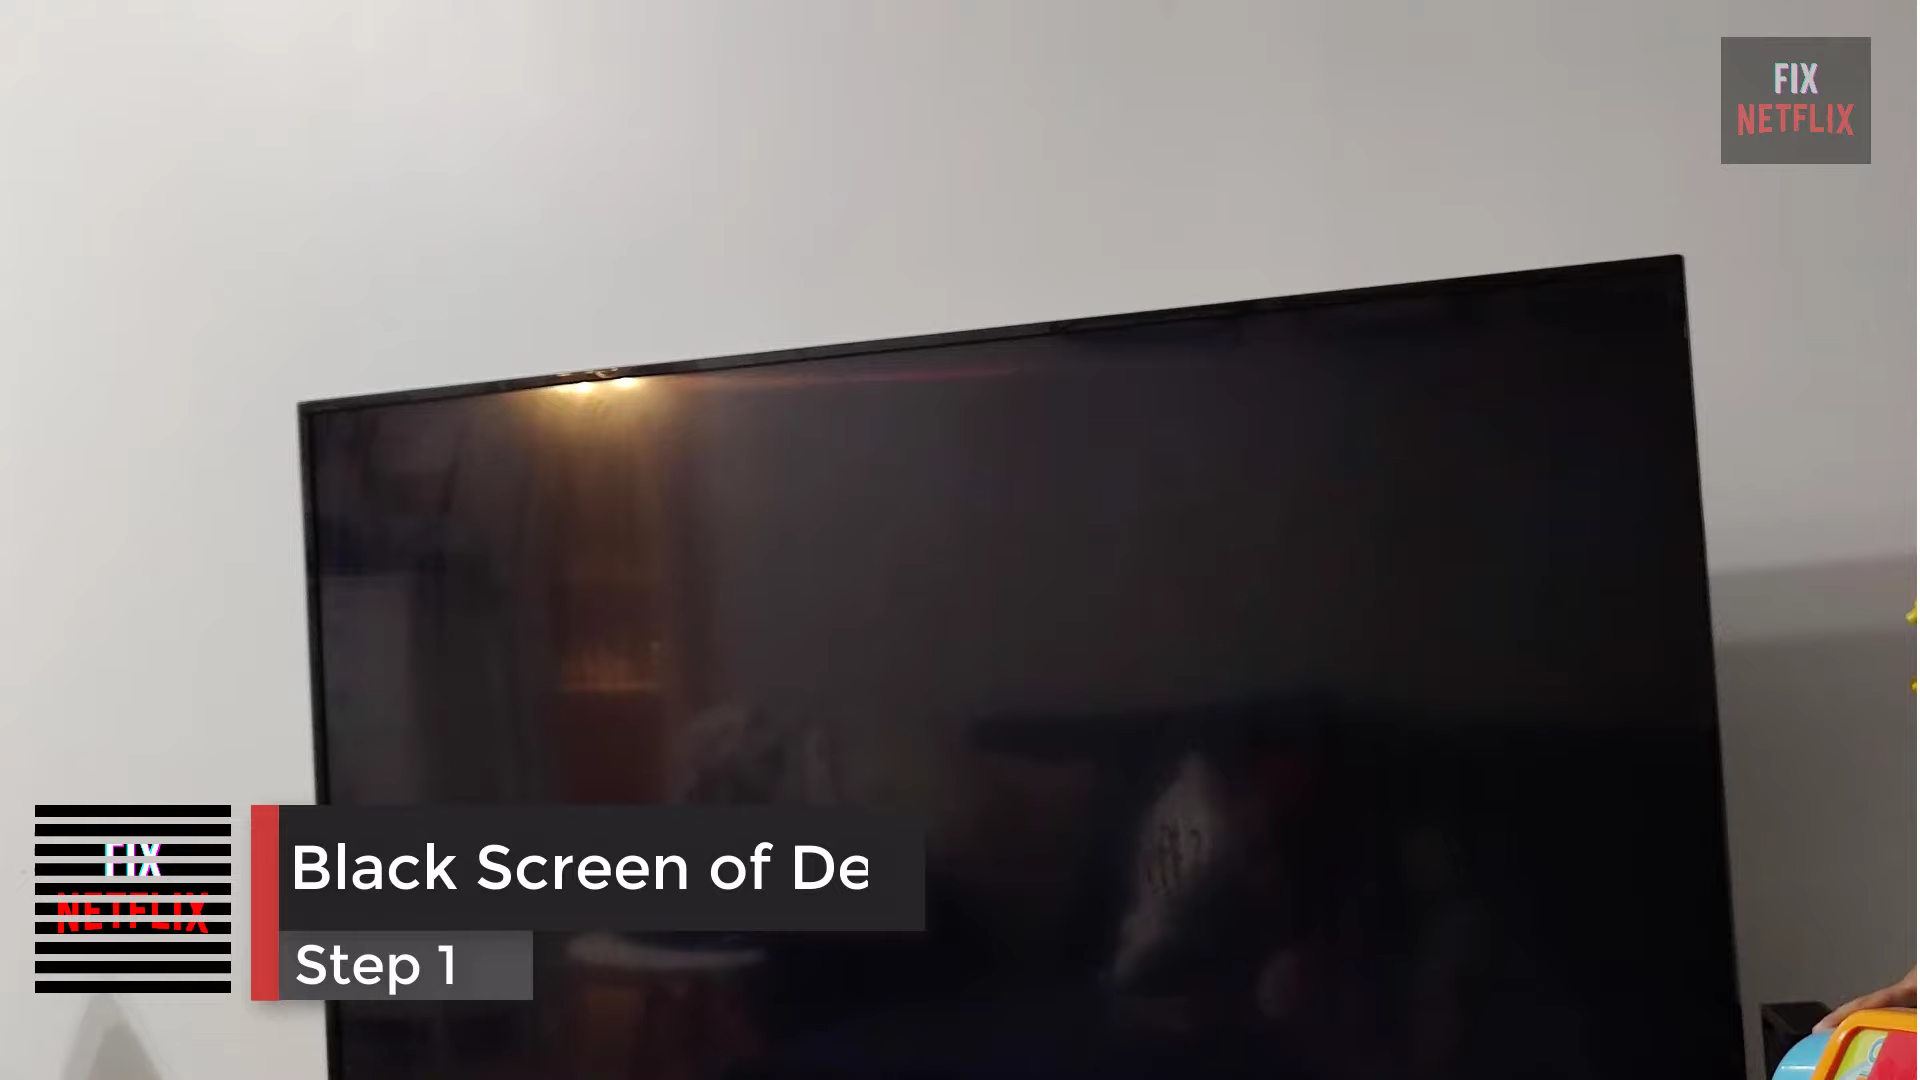 FIX
NETFLIX
FIX
NETFLIX
Black Screen of De
Step 1